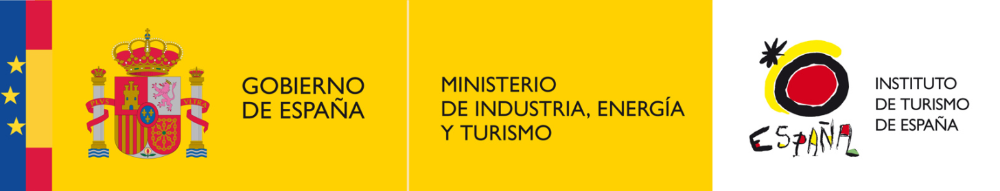 PLVS VLTRA
GOBIERNO
DE ESPAÑA
MINISTERIO
DE INDUSTRIA, ENERGÍA
Y TURISMO
ESPAÑA
INSTITUTO
DE TURISMO
DE ESPAÑA